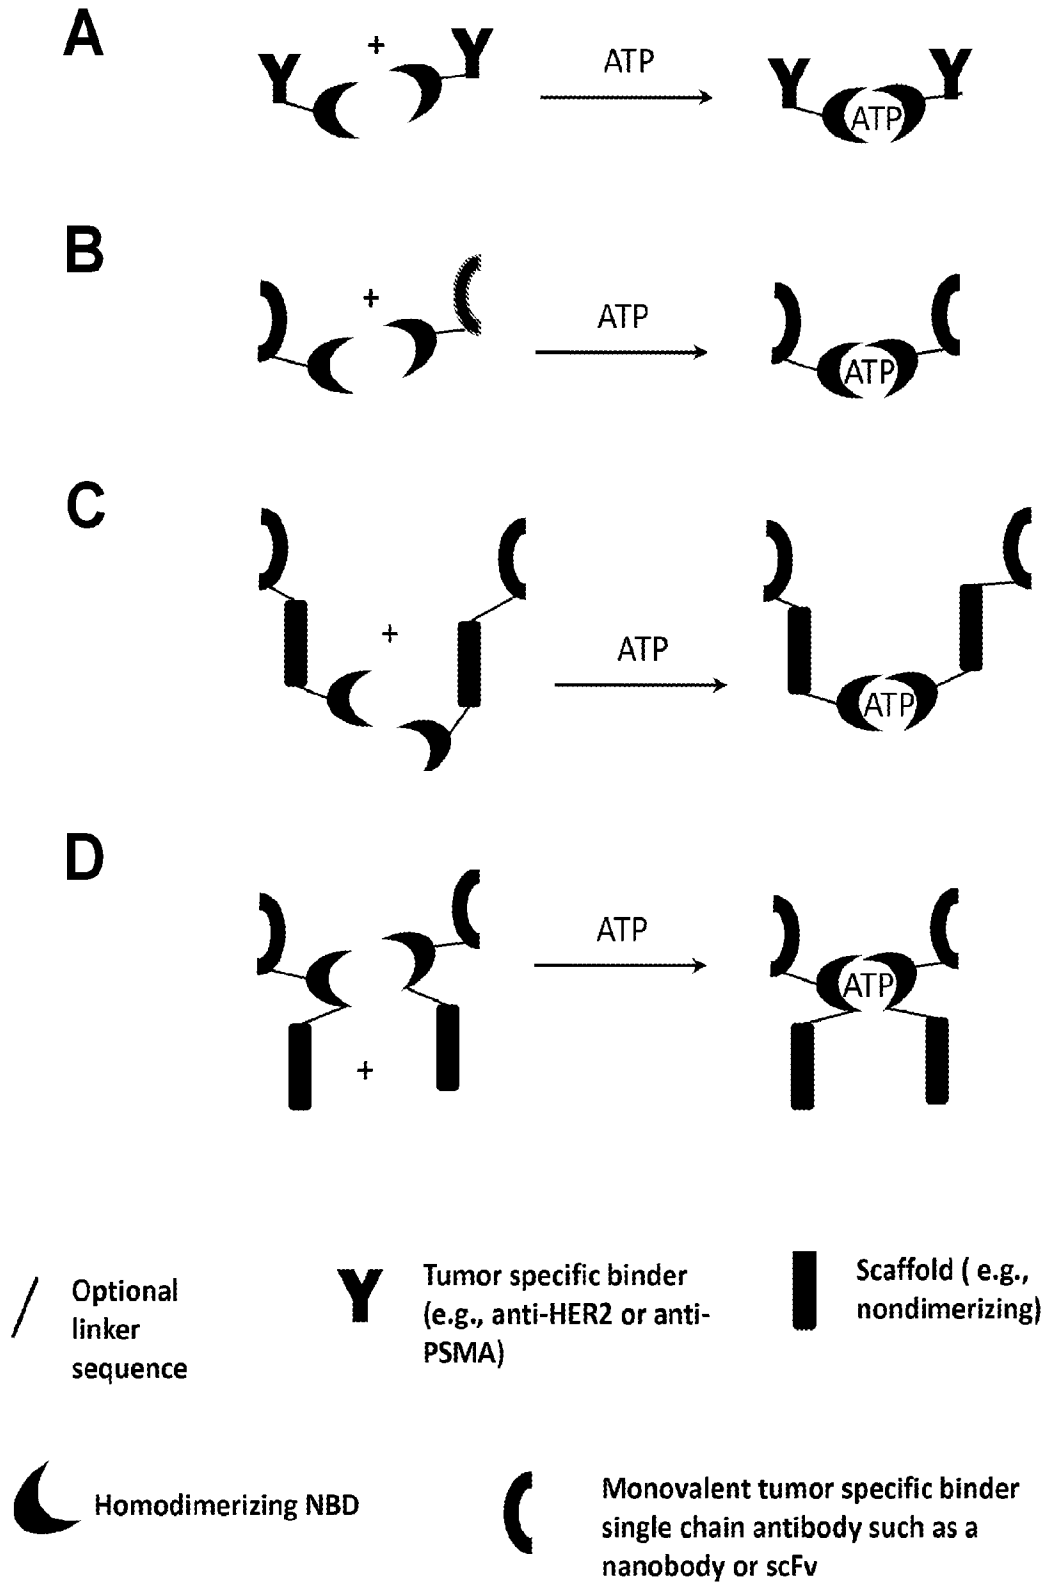 A
+
ATP
ATP
B
+
ATP
ATP
C
+
ATP
ATP
D
ATP
ATP
+
Optional
linker
sequence
Tumor specific binder
(e.g., anti-HER2 or anti-
PSMA)
Scaffold ( e.g.,
nondimerizing)
Homodimerizing NBD
Monovalent tumor specific binder
single chain antibody such as a
nanobody or scFv